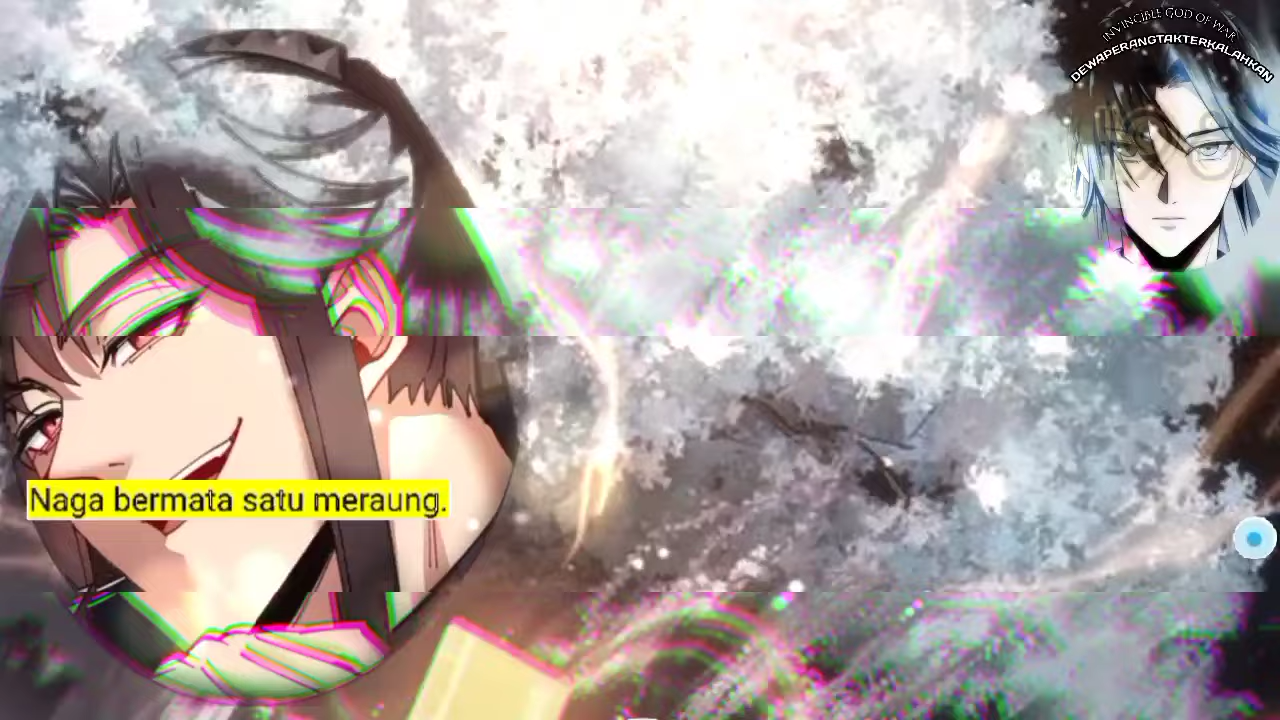 INVINCIBLE GOD OF WAR
DEWAPERANGTAKTERKALAHKAN
Naga bermata satu meraung.